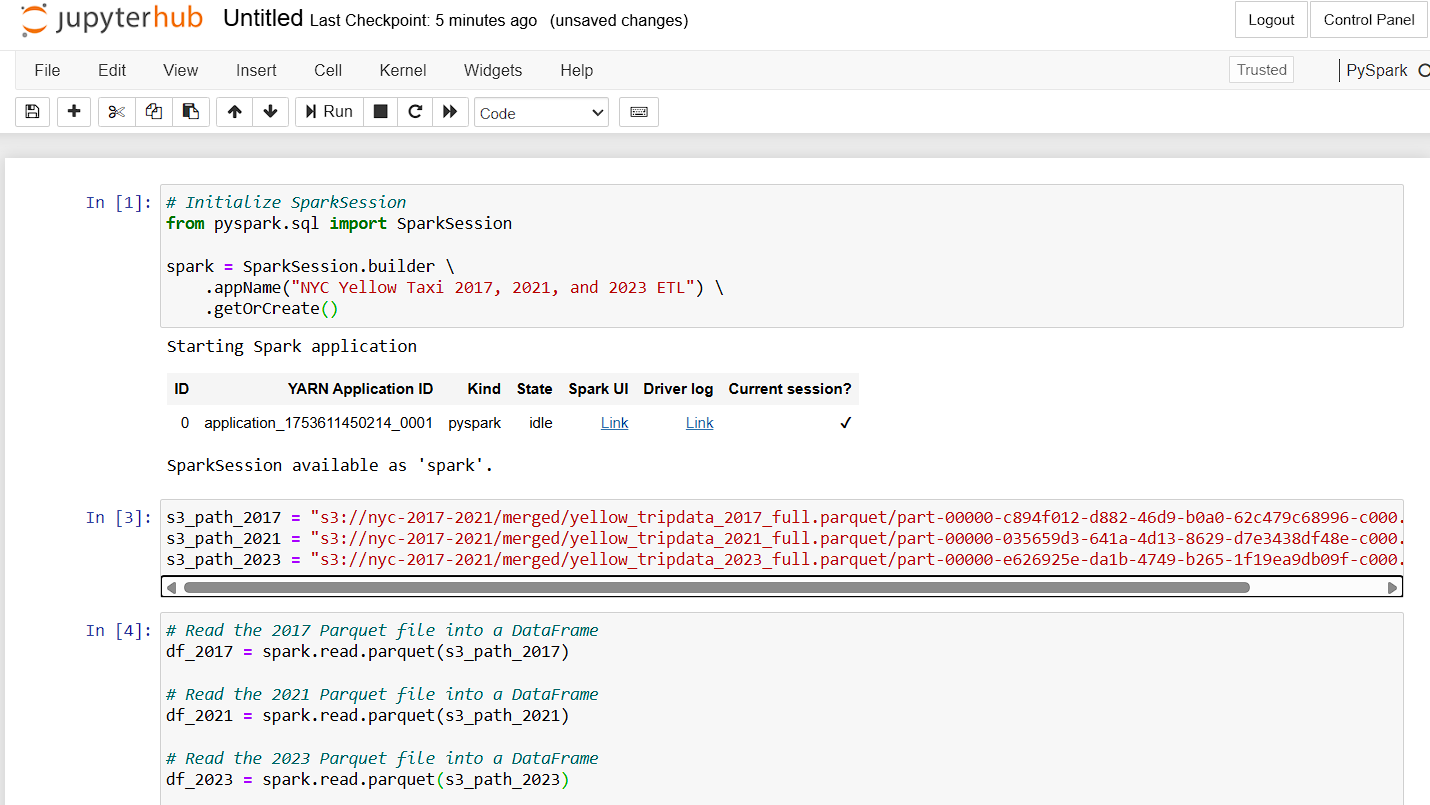 jupyterhub Untitled Last Checkpoint: 5 minutes ago (unsaved changes) Logout Control Panel
File Edit View Insert Cell Kernel Widgets Help Trusted PySpark
Run Code
In [1]: # Initialize SparkSession
from pyspark.sql import SparkSession
spark = SparkSession.builder \
.appName("NYC Yellow Taxi 2017, 2021, and 2023 ETL") \
.getOrCreate()
Starting Spark application
ID YARN Application ID Kind State Spark UI Driver log Current session?
0 application_1753611450214_0001 pyspark idle Link Link ✓
SparkSession available as 'spark'.
In [3]: s3_path_2017 = "s3://nyc-2017-2021/merged/yellow_tripdata_2017_full.parquet/part-00000-c894f012-d882-46d9-b0a0-62c479c68996-c000.
s3_path_2021 = "s3://nyc-2017-2021/merged/yellow_tripdata_2021_full.parquet/part-00000-035659d3-641a-4d13-8629-d7e3438df48e-c000.
s3_path_2023 = "s3://nyc-2017-2021/merged/yellow_tripdata_2023_full.parquet/part-00000-e626925e-da1b-4749-b265-1f19ea9db09f-c000.
In [4]: # Read the 2017 Parquet file into a DataFrame
df_2017 = spark.read.parquet(s3_path_2017)
# Read the 2021 Parquet file into a DataFrame
df_2021 = spark.read.parquet(s3_path_2021)
# Read the 2023 Parquet file into a DataFrame
df_2023 = spark.read.parquet(s3_path_2023)